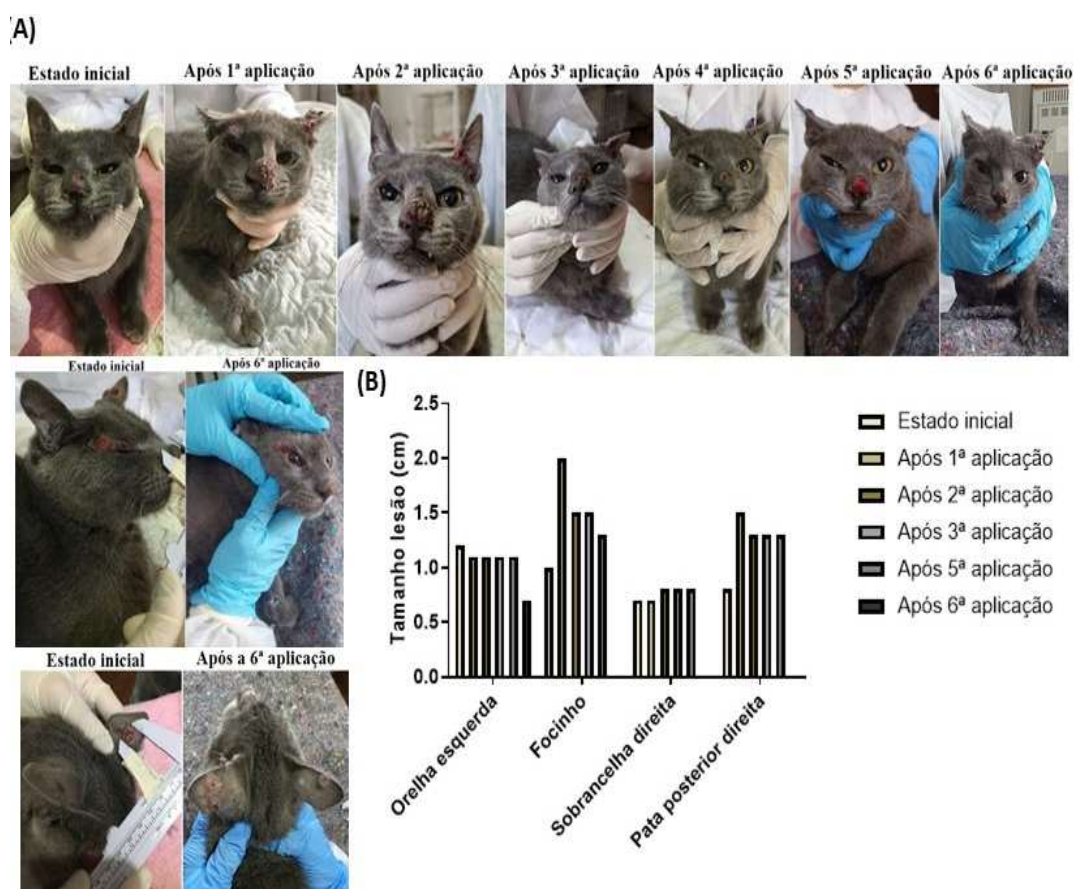 (A)
Estado inicial Após 1ª aplicação Após 2ª aplicação Após 3ª aplicação Após 4ª aplicação Após 5ª aplicação Após 6ª aplicação
Estado inicial Após 6ª aplicação
Estado inicial Após a 6ª aplicação
(B)
Tamanho lesão (cm)
2.5
2.0
1.5
1.0
0.5
0.0
Orelha esquerda
Focinho
Sobrancelha direita
Pata posterior direita
Estado inicial
Após 1ª aplicação
Após 2ª aplicação
Após 3ª aplicação
Após 5ª aplicação
Após 6ª aplicação